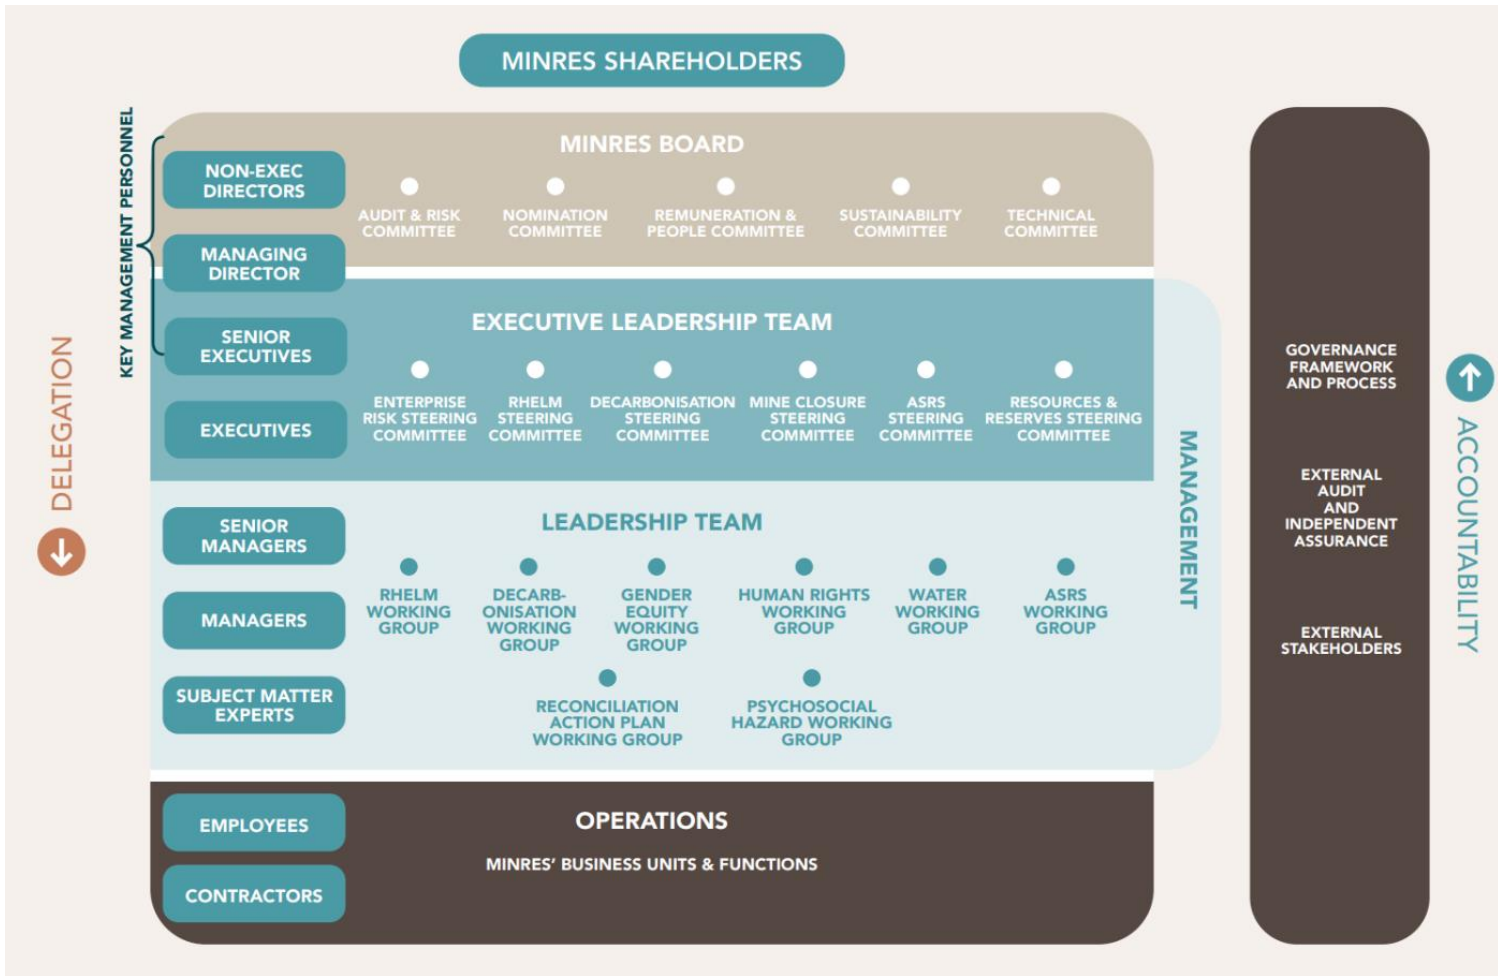 MINRES SHAREHOLDERS
KEY MANAGEMENT PERSONNEL
MINRES BOARD
NON-EXEC
DIRECTORS
AUDIT & RISK
COMMITTEE
NOMINATION
COMMITTEE
REMUNERATION &
PEOPLE COMMITTEE
SUSTAINABILITY
COMMITTEE
TECHNICAL
COMMITTEE
MANAGING
DIRECTOR
EXECUTIVE LEADERSHIP TEAM
SENIOR
EXECUTIVES
EXECUTIVES
ENTERPRISE
RISK STEERING
COMMITTEE
RHELM
STEERING
COMMITTEE
DECARBONISATION
STEERING
COMMITTEE
MINE CLOSURE
STEERING
COMMITTEE
ASRS
STEERING
COMMITTEE
RESOURCES &
RESERVES STEERING
COMMITTEE
LEADERSHIP TEAM
SENIOR
MANAGERS
MANAGERS
SUBJECT MATTER
EXPERTS
RHELM
WORKING
GROUP
DECARB-
ONISATION
WORKING
GROUP
GENDER
EQUITY
WORKING
GROUP
HUMAN RIGHTS
WORKING
GROUP
WATER
WORKING
GROUP
ASRS
WORKING
GROUP
RECONCILIATION
ACTION PLAN
WORKING GROUP
PSYCHOSOCIAL
HAZARD WORKING
GROUP
MANAGEMENT
EMPLOYEES
CONTRACTORS
OPERATIONS
MINRES' BUSINESS UNITS & FUNCTIONS
DELEGATION
GOVERNANCE
FRAMEWORK
AND PROCESS
EXTERNAL
AUDIT
AND
INDEPENDENT
ASSURANCE
EXTERNAL
STAKEHOLDERS
ACCOUNTABILITY